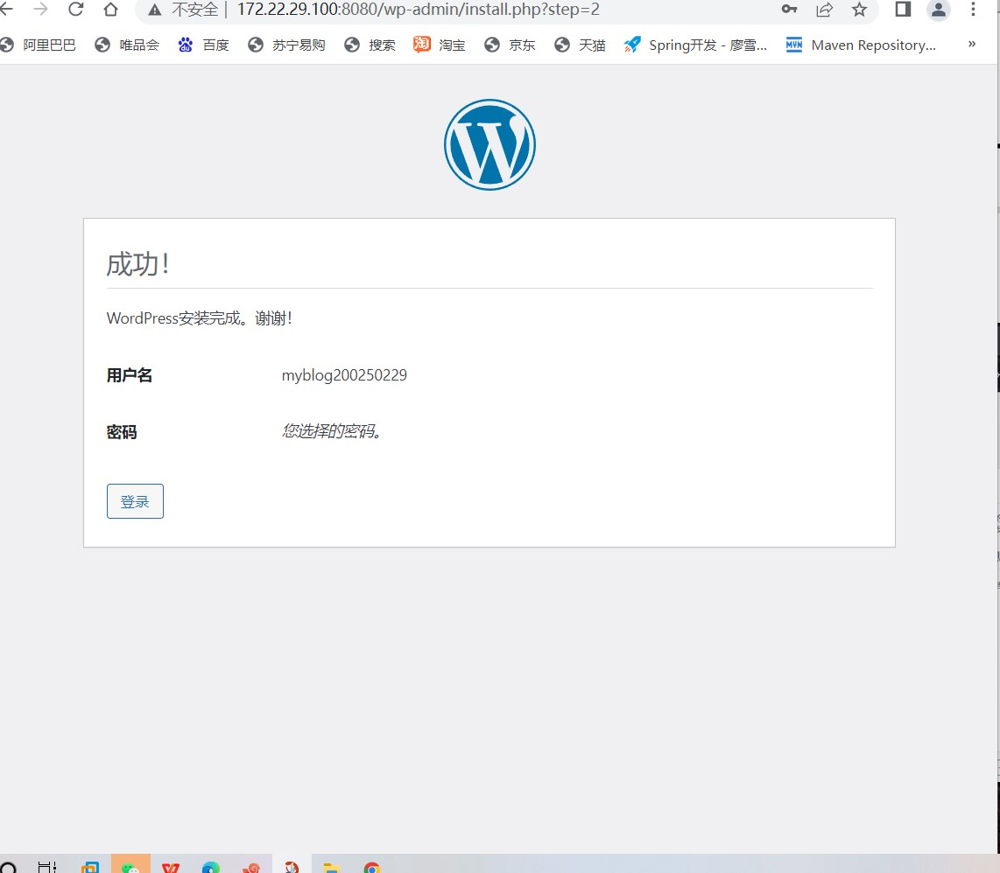 不安全 172.22.29.100:8080/wp-admin/install.php?step=2
阿里巴巴 唯品会 百度 苏宁易购 搜索 淘宝 京东 天猫 Spring开发 - 廖雪... Maven Repository... »
成功！
WordPress安装完成。谢谢！
用户名 myblog200250229
密码 您选择的密码。
登录